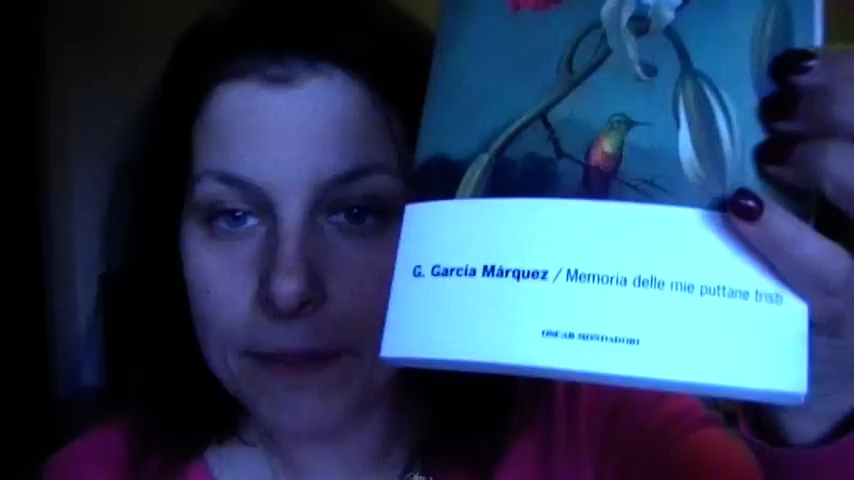 G. Garcia Márquez / Memoria delle mie puttane tristi
OSCAR MONDADORI